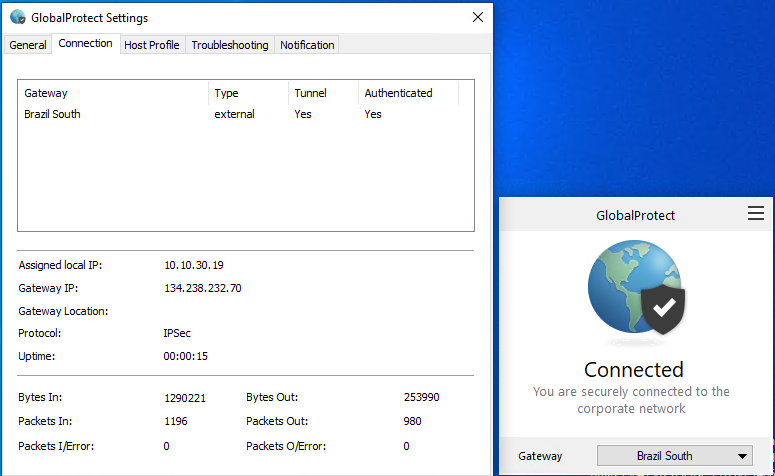 GlobalProtect Settings
General Connection Host Profile Troubleshooting Notification
Gateway Type Tunnel Authenticated
Brazil South external Yes Yes
Assigned local IP: 10.10.30.19
Gateway IP: 134.238.232.70
Gateway Location:
Protocol: IPSec
Uptime: 00:00:15
Bytes In: 1290221 Bytes Out: 253990
Packets In: 1196 Packets Out: 980
Packets I/Error: 0 Packets O/Error: 0
GlobalProtect
Connected
You are securely connected to the
corporate network
Gateway Brazil South